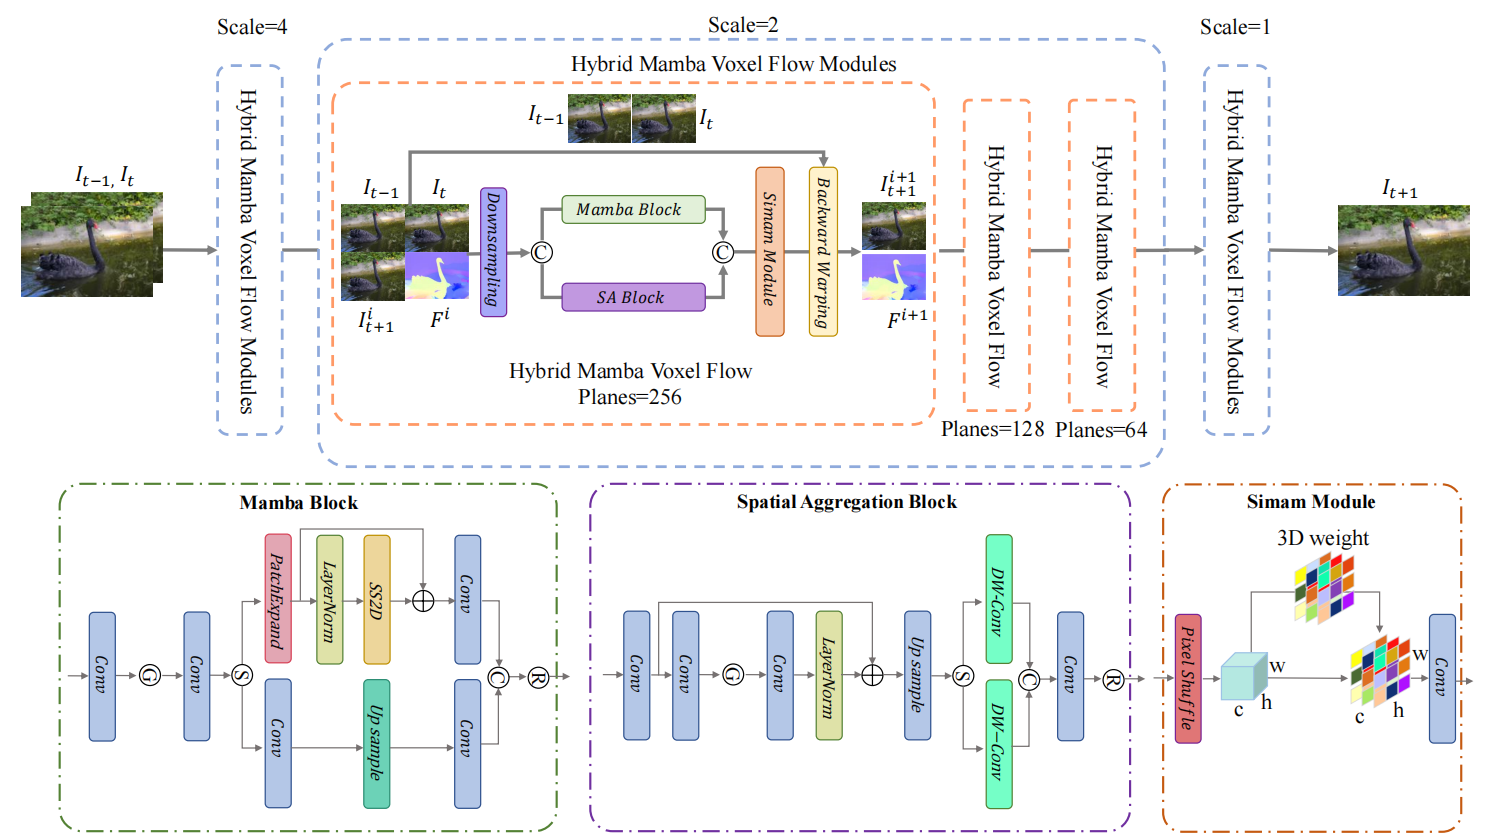 Scale=4
Scale=2
Scale=1
Hybrid Mamba Voxel Flow Modules
Hybrid Mamba Voxel Flow Modules
I_{t-1}
I_t
I_{t-1}, I_t
I_{t-1}
I_t
I_{t+1}^i
F^i
Downsampling
C
Mamba Block
SA Block
C
Simam Module
Backward Warping
I_{t+1}^{i+1}
F^{i+1}
Hybrid Mamba Voxel Flow
Planes=256
Hybrid Mamba Voxel Flow
Planes=128
Hybrid Mamba Voxel Flow
Planes=64
Hybrid Mamba Voxel Flow Modules
I_{t+1}
Mamba Block
Conv
G
Conv
S
PatchExpand
LayerNorm
SS2D
Conv
Conv
Up sample
Conv
C
R
Spatial Aggregation Block
Conv
Conv
G
Conv
LayerNorm
Up sample
S
DW-Conv
DW−Conv
C
Conv
R
Simam Module
3D weight
Pixel Shuffle
w
h
c
w
h
c
Conv